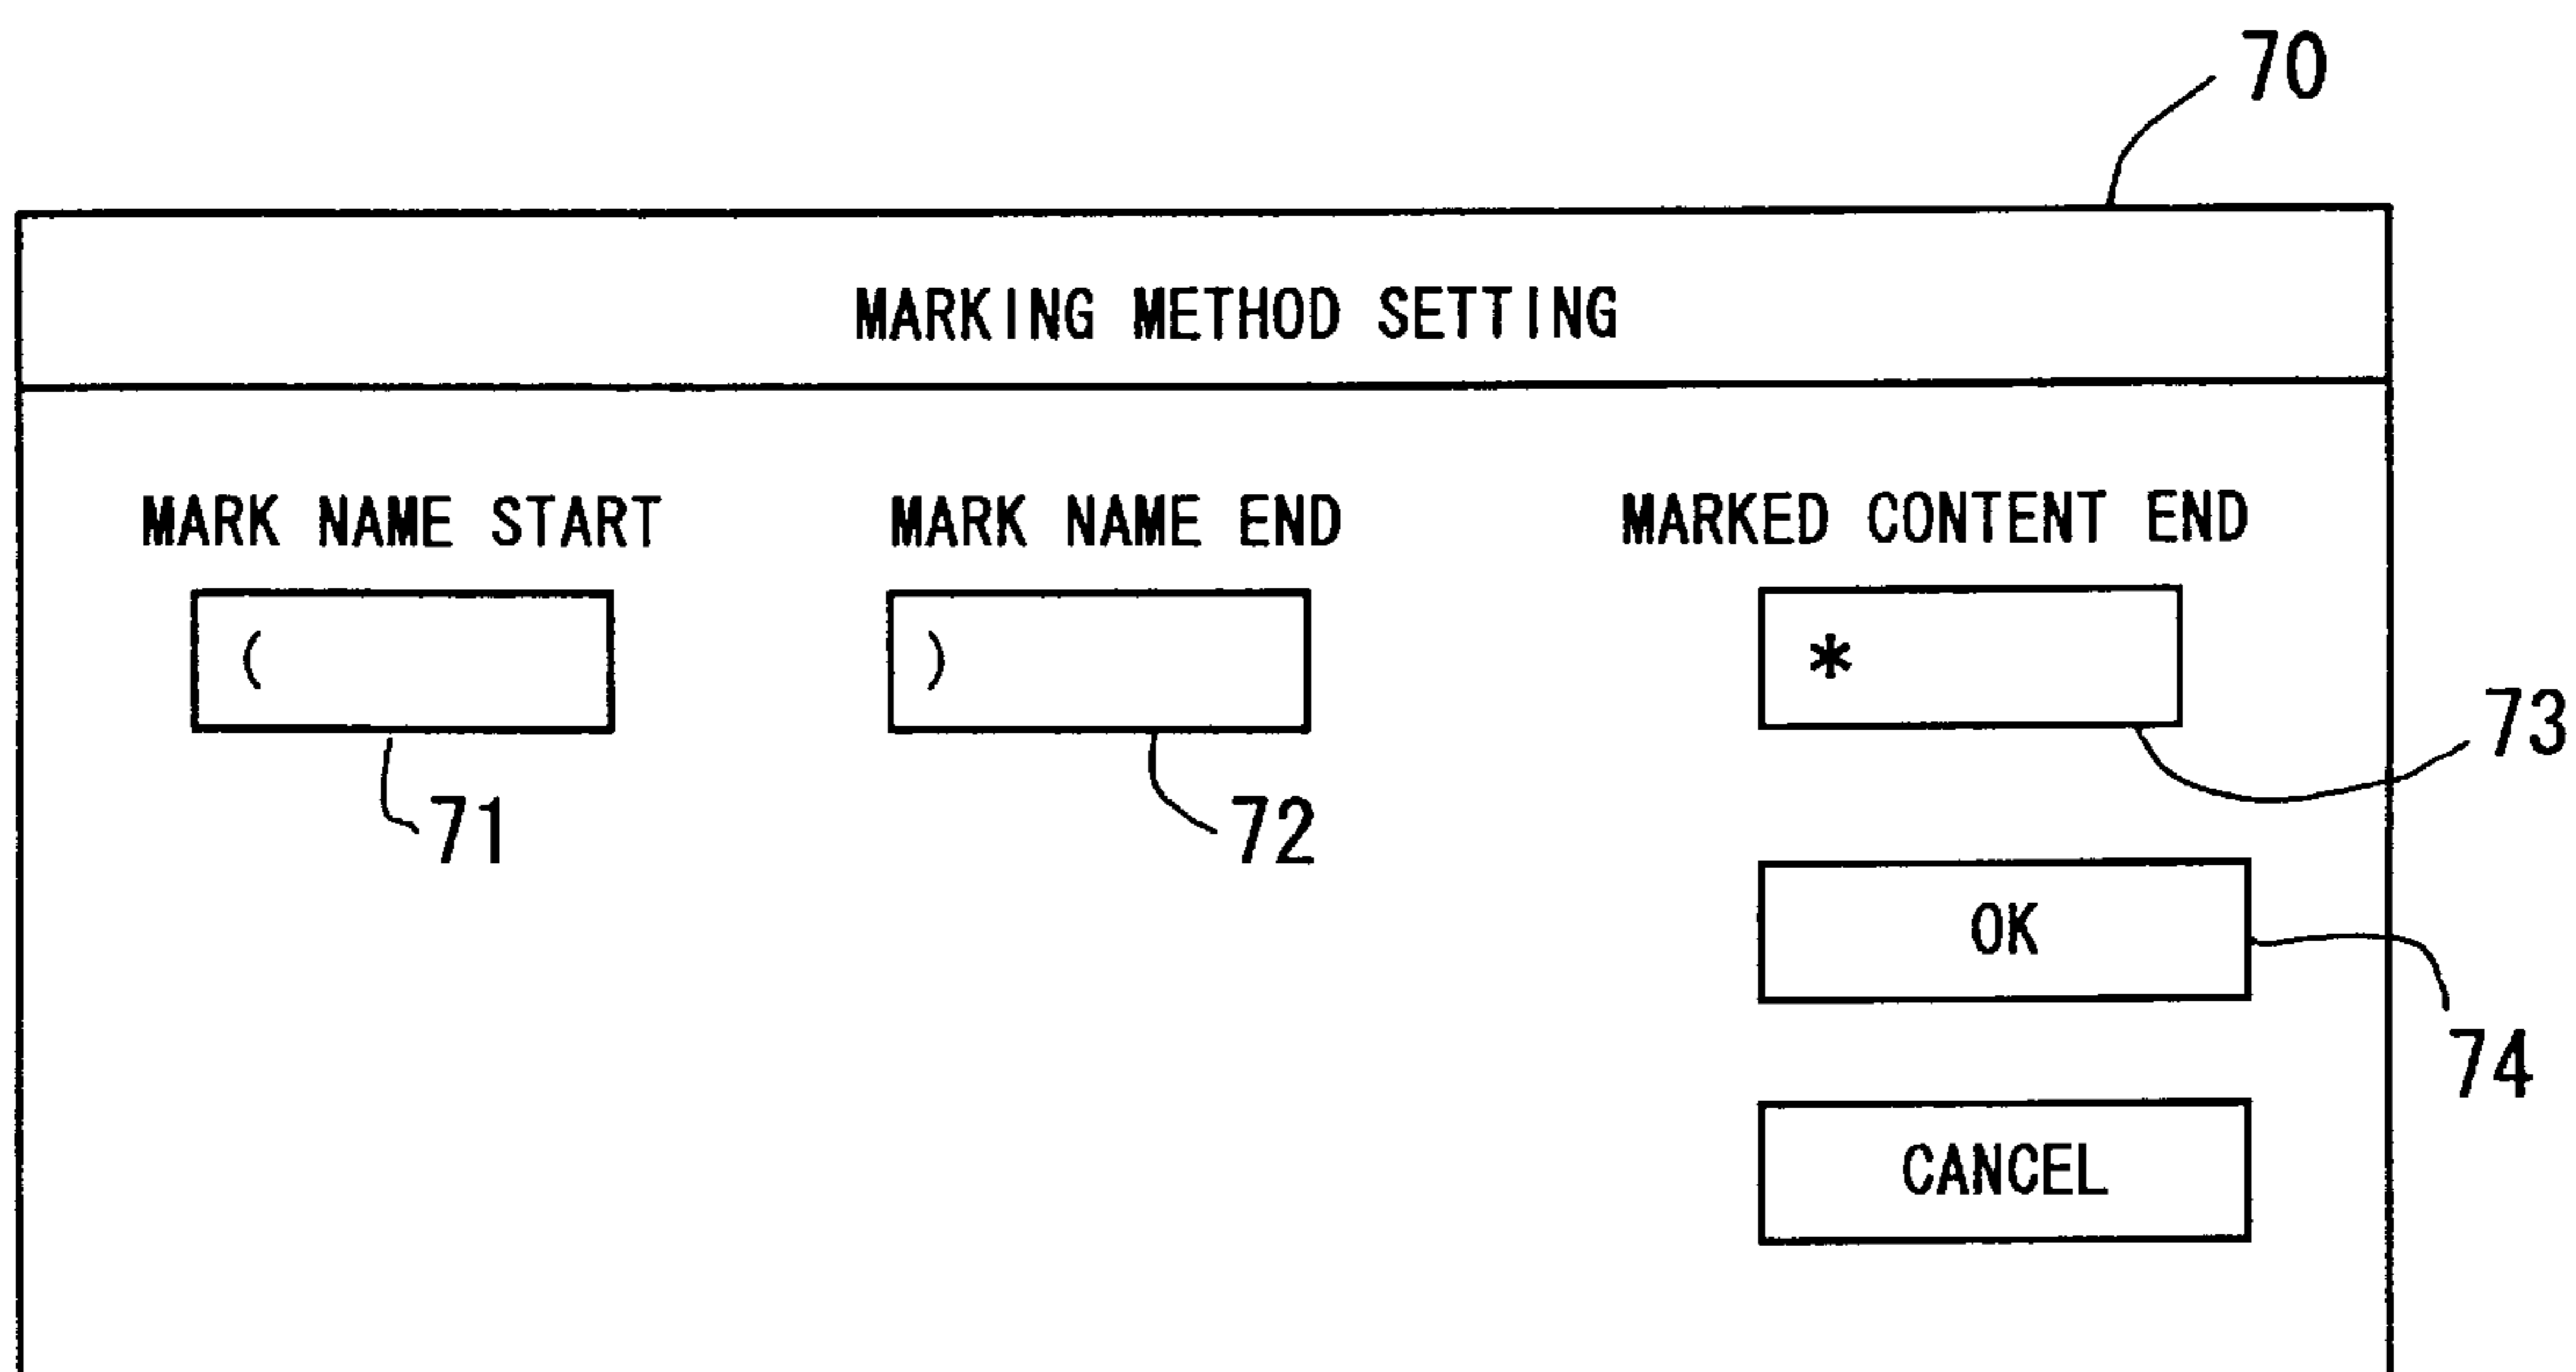 70
MARKING METHOD SETTING
MARK NAME START MARK NAME END MARKED CONTENT END
( ) *
73
71 72
OK
74
CANCEL